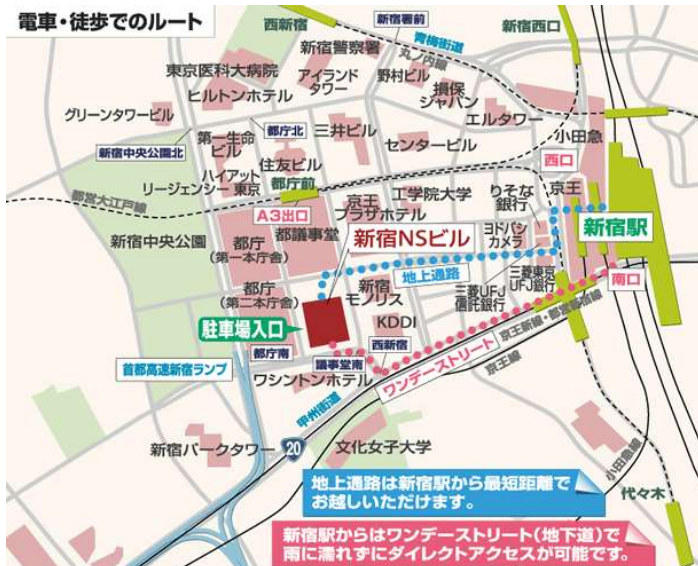 電車・徒歩でのルート
西新宿
新宿署前
新宿西口
青梅街道
丸ノ内線
新宿警察署
東京医科大病院
アイランド
タワー
野村ビル
損保
ジャパン
ヒルトンホテル
グリーンタワービル
エルタワー
小田急
第一生命
ビル
都庁北
三井ビル
センタービル
新宿中央公園北
住友ビル
西口
ハイアット
リージェンシー 東京
都庁前
京王
プラザホテル
工学院大学
りそな
銀行
京王
都営大江戸線
A3出口
新宿駅
新宿中央公園
都庁
(第一本庁舎)
都議事堂
新宿NSビル
ヨドバシ
カメラ
地上通路
三菱東京
UFJ銀行
南口
都庁
(第二本庁舎)
新宿
モノリス
三菱UFJ
信託銀行
駐車場入口
KDDI
京王新線・都営新宿線
都庁南
西新宿
京王線
首都高速新宿ランプ
議事堂南
ワンデーストリート
ワシントンホテル
甲州街道
新宿パークタワー
20
文化女子大学
小田急線
地上通路は新宿駅から最短距離で
お越しいただけます。
代々木
新宿駅からはワンデーストリート(地下道)で
雨に濡れずにダイレクトアクセスが可能です。